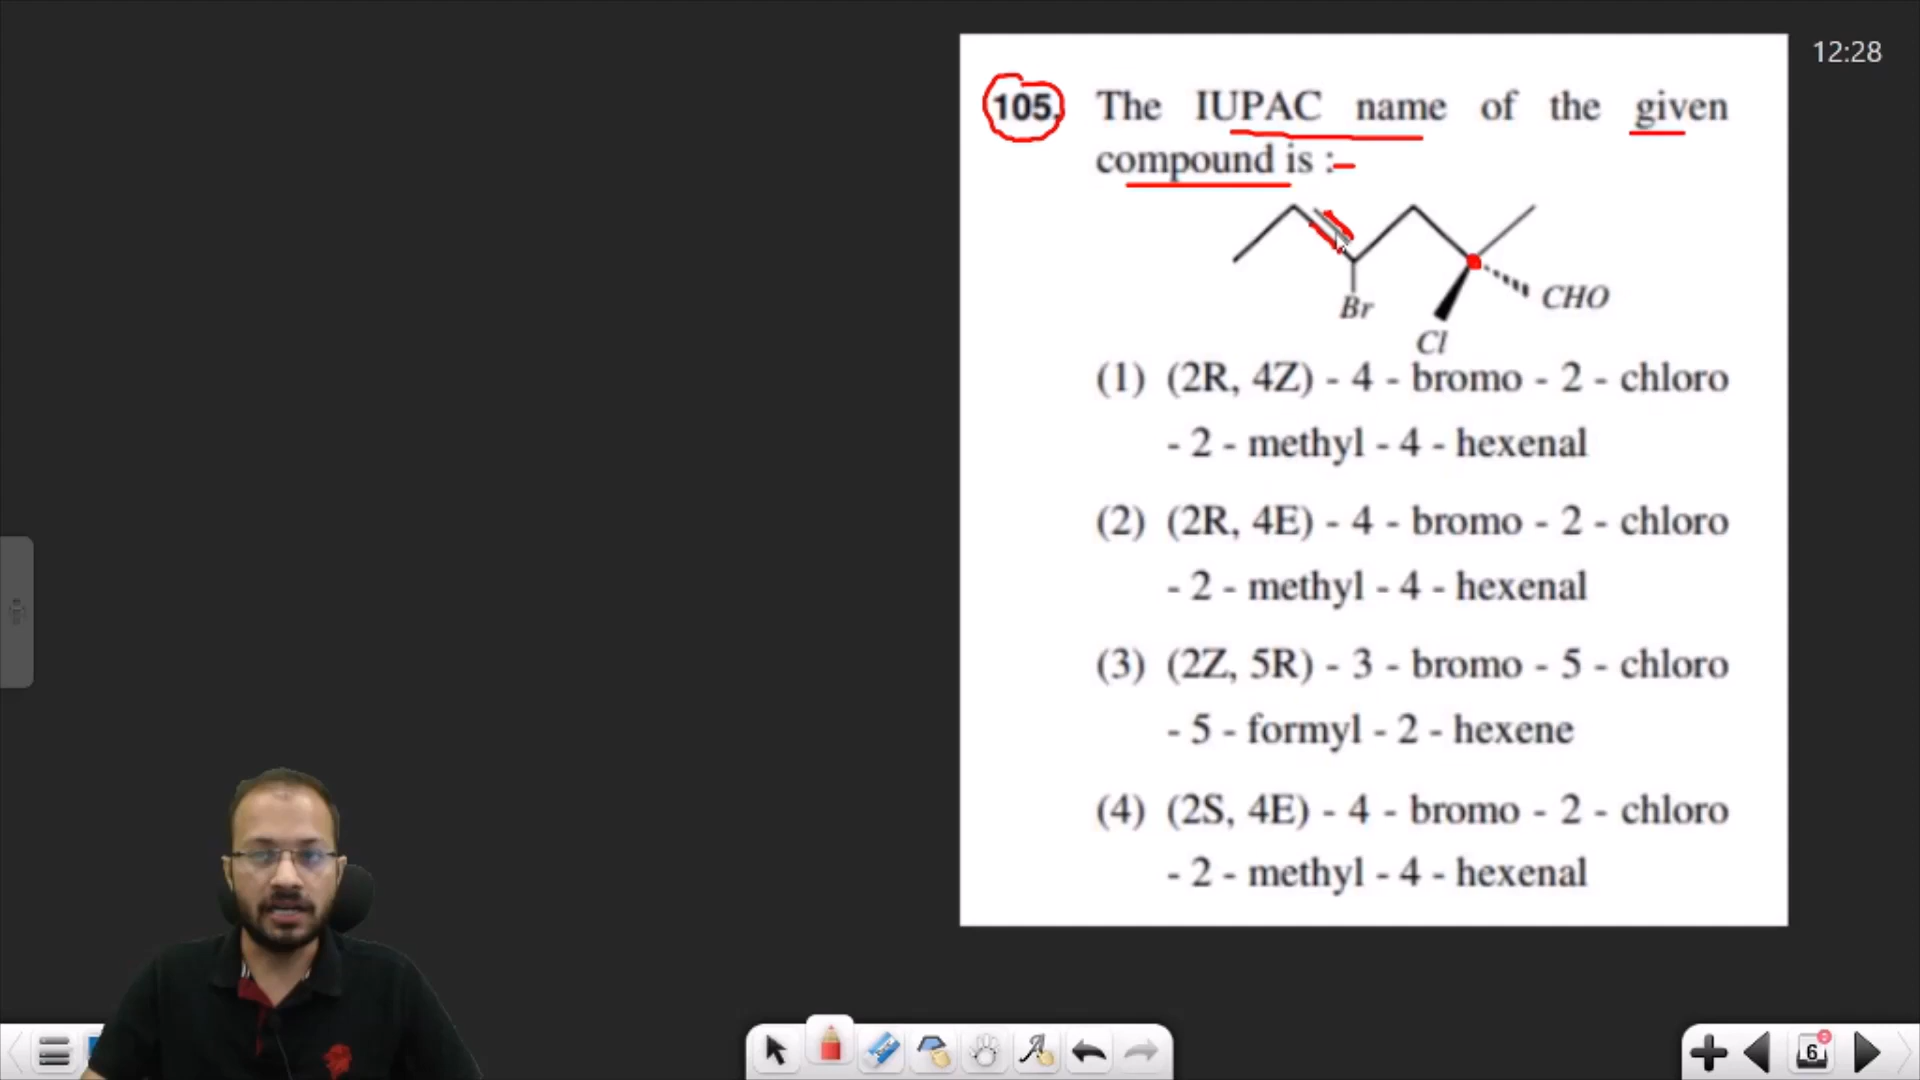 12:28
105. The IUPAC name of the given
compound is :-
Br
CHO
Cl
(1) (2R, 4Z) - 4 - bromo - 2 - chloro
- 2 - methyl - 4 - hexenal
(2) (2R, 4E) - 4 - bromo - 2 - chloro
- 2 - methyl - 4 - hexenal
(3) (2Z, 5R) - 3 - bromo - 5 - chloro
- 5 - formyl - 2 - hexene
(4) (2S, 4E) - 4 - bromo - 2 - chloro
- 2 - methyl - 4 - hexenal
6